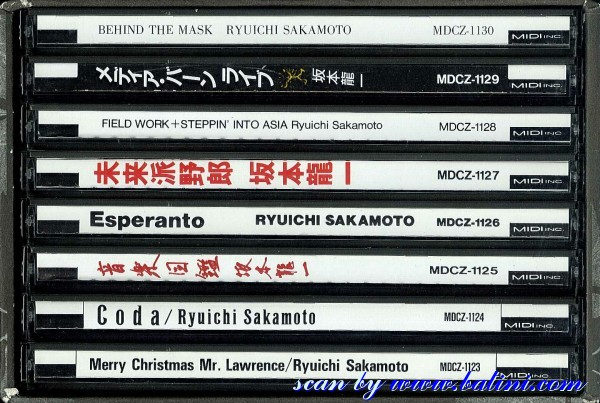 BEHIND THE MASK RYUICHI SAKAMOTO MDCZ-1130 MIDI INC.
メディア・バーン ライブ 坂本龍一 MDCZ-1129 MIDI INC.
FIELD WORK+STEPPIN' INTO ASIA Ryuichi Sakamoto MDCZ-1128 MIDI INC.
未来派野郎 坂本龍一 MDCZ-1127 MIDI INC.
Esperanto RYUICHI SAKAMOTO MDCZ-1126 MIDI INC.
音楽図鑑 坂本龍一 MDCZ-1125 MIDI INC.
Coda/Ryuichi Sakamoto MDCZ-1124 MIDI INC.
Merry Christmas Mr. Lawrence/Ryuichi Sakamoto MDCZ-1123 MIDI INC.
scan by www.batini.com